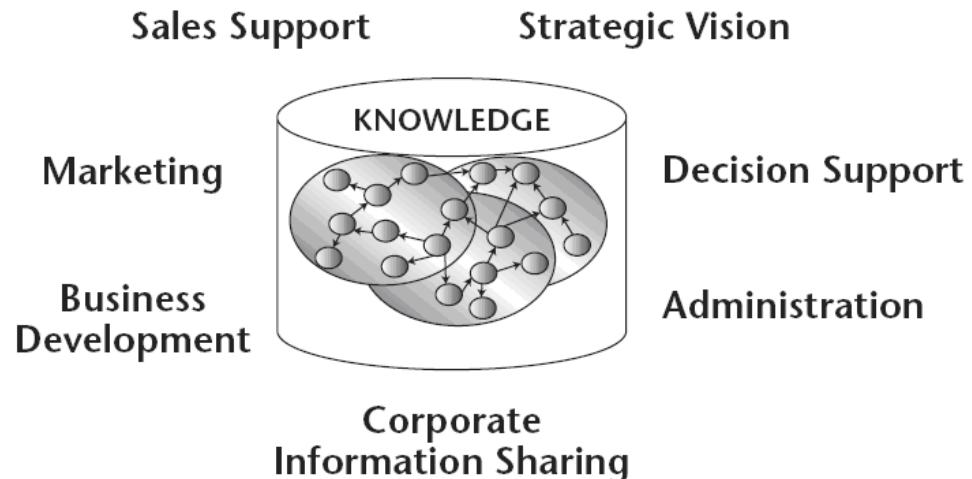 Sales Support
Strategic Vision
KNOWLEDGE
Marketing
Decision Support
Business
Development
Administration
Corporate
Information Sharing